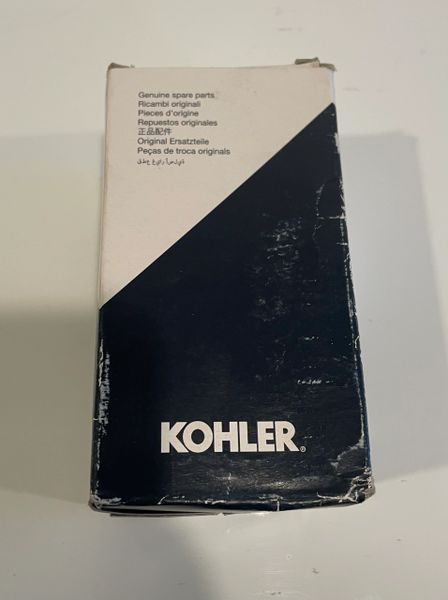 Genuine spare parts
Ricambi originali
Pieces d'origine
Repuestos originales
正品配件
Original Ersatzteile
Peças de troca originals
ق ط ع غ ي ا ر أ ص ل ي ة
KOHLER®